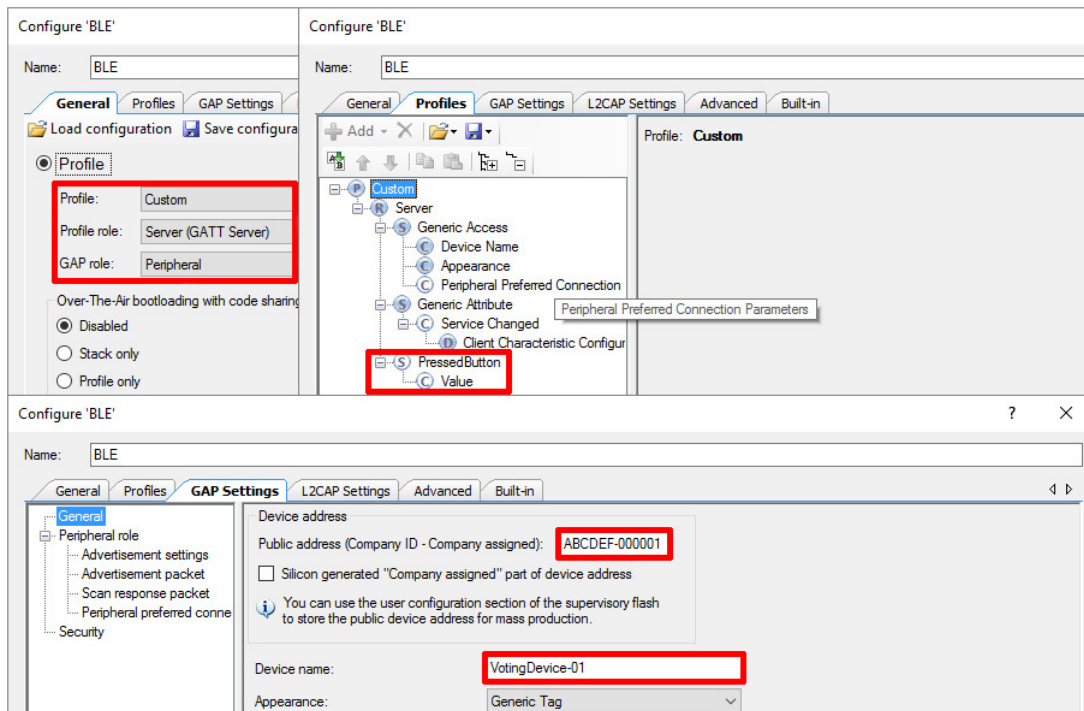 Configure 'BLE'
Name: BLE
General Profiles GAP Settings
Load configuration Save configura
Profile
Profile: Custom
Profile role: Server (GATT Server)
GAP role: Peripheral
Over-The-Air bootloading with code sharing
Disabled
Stack only
Profile only
Configure 'BLE'
Name: BLE
General Profiles GAP Settings L2CAP Settings Advanced Built-in
Add
Profile: Custom
P Custom
R Server
S Generic Access
C Device Name
C Appearance
C Peripheral Preferred Connection
S Generic Attribute
Peripheral Preferred Connection Parameters
C Service Changed
D Client Characteristic Configur
S PressedButton
C Value
Configure 'BLE' ?
Name: BLE
General Profiles GAP Settings L2CAP Settings Advanced Built-in
General
Peripheral role
Advertisement settings
Advertisement packet
Scan response packet
Peripheral preferred conne
Security
Device address
Public address (Company ID - Company assigned): ABCDEF-000001
Silicon generated "Company assigned" part of device address
You can use the user configuration section of the supervisory flash
to store the public device address for mass production.
Device name: VotingDevice-01
Appearance: Generic Tag